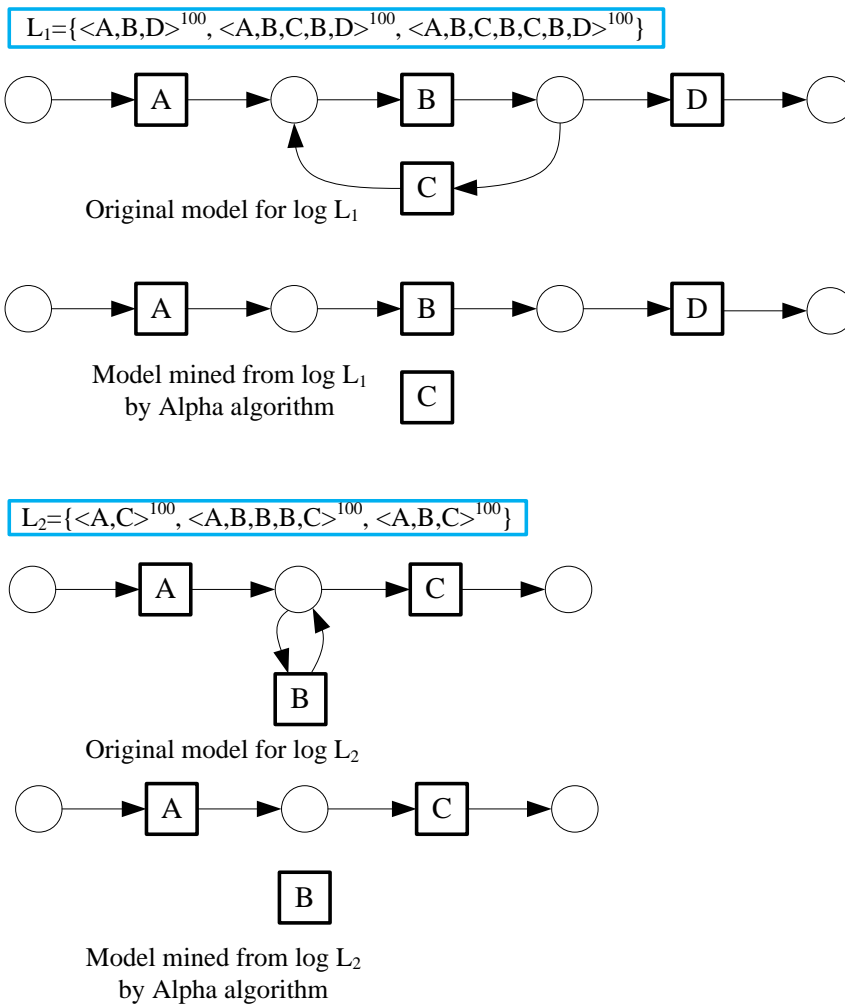 L₁={<A,B,D>¹⁰⁰, <A,B,C,B,D>¹⁰⁰, <A,B,C,B,C,B,D>¹⁰⁰}
A
B
D
C
Original model for log L₁
A
B
D
Model mined from log L₁
by Alpha algorithm
C
L₂={<A,C>¹⁰⁰, <A,B,B,B,C>¹⁰⁰, <A,B,C>¹⁰⁰}
A
C
B
Original model for log L₂
A
C
B
Model mined from log L₂
by Alpha algorithm